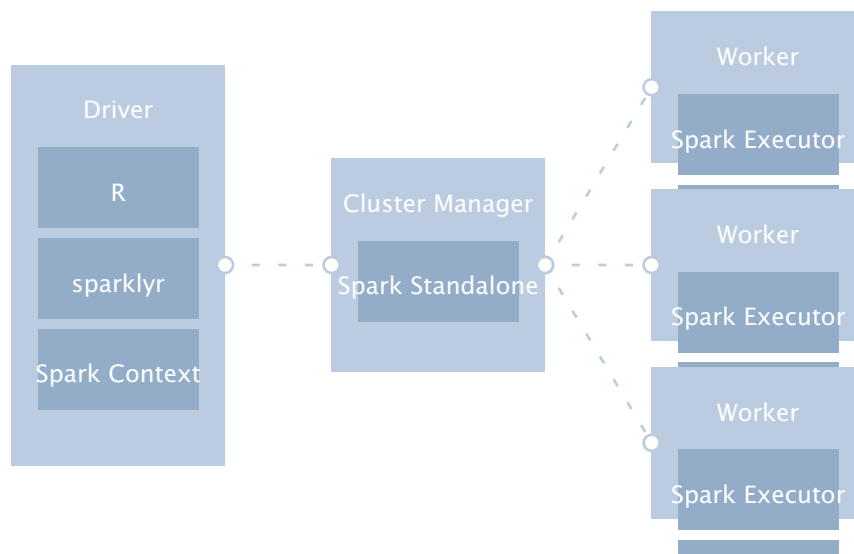 Driver
R
sparklyr
Spark Context
Cluster Manager
Spark Standalone
Worker
Spark Executor
Worker
Spark Executor
Worker
Spark Executor